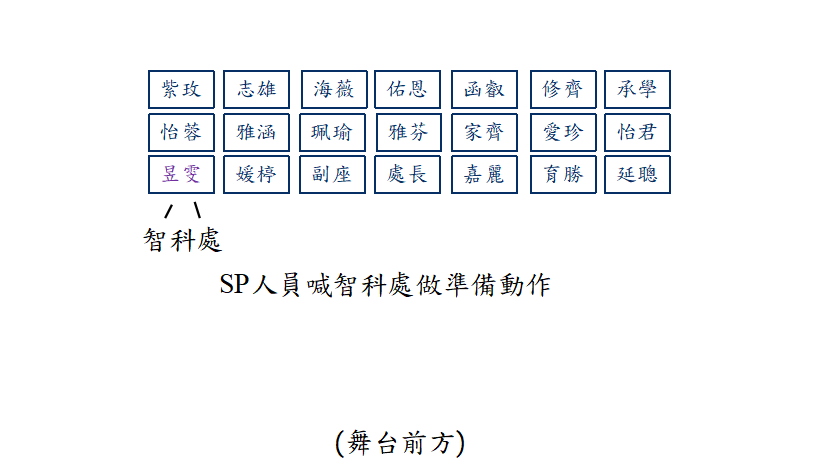 紫玫 志雄 海薇 佑恩 函叡 修齊 承學
怡蓉 雅涵 珮瑜 雅芬 家齊 愛珍 怡君
昱雯 媛楟 副座 處長 嘉麗 育勝 延聰
智科處
SP人員喊智科處做準備動作
(舞台前方)